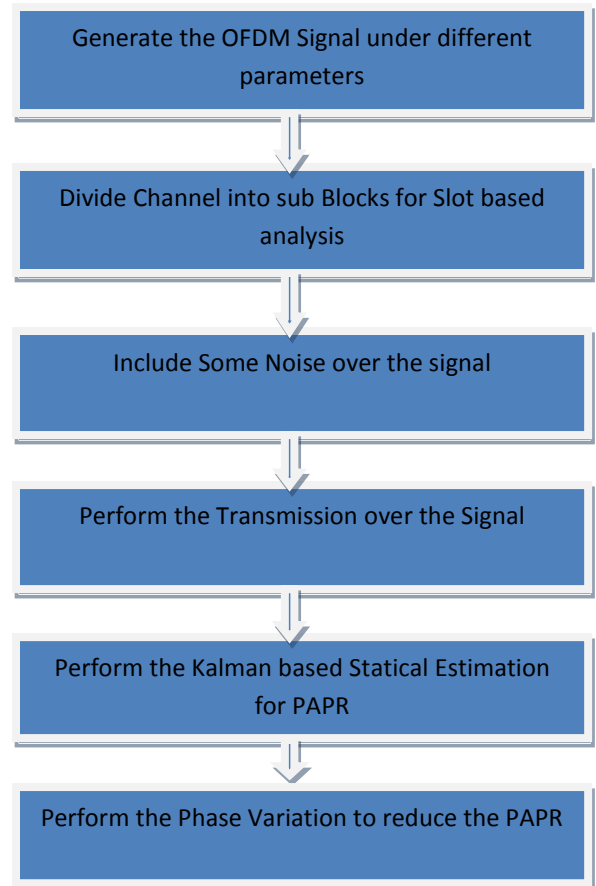 Generate the OFDM Signal under different
parameters
Divide Channel into sub Blocks for Slot based
analysis
Include Some Noise over the signal
Perform the Transmission over the Signal
Perform the Kalman based Statical Estimation
for PAPR
Perform the Phase Variation to reduce the PAPR